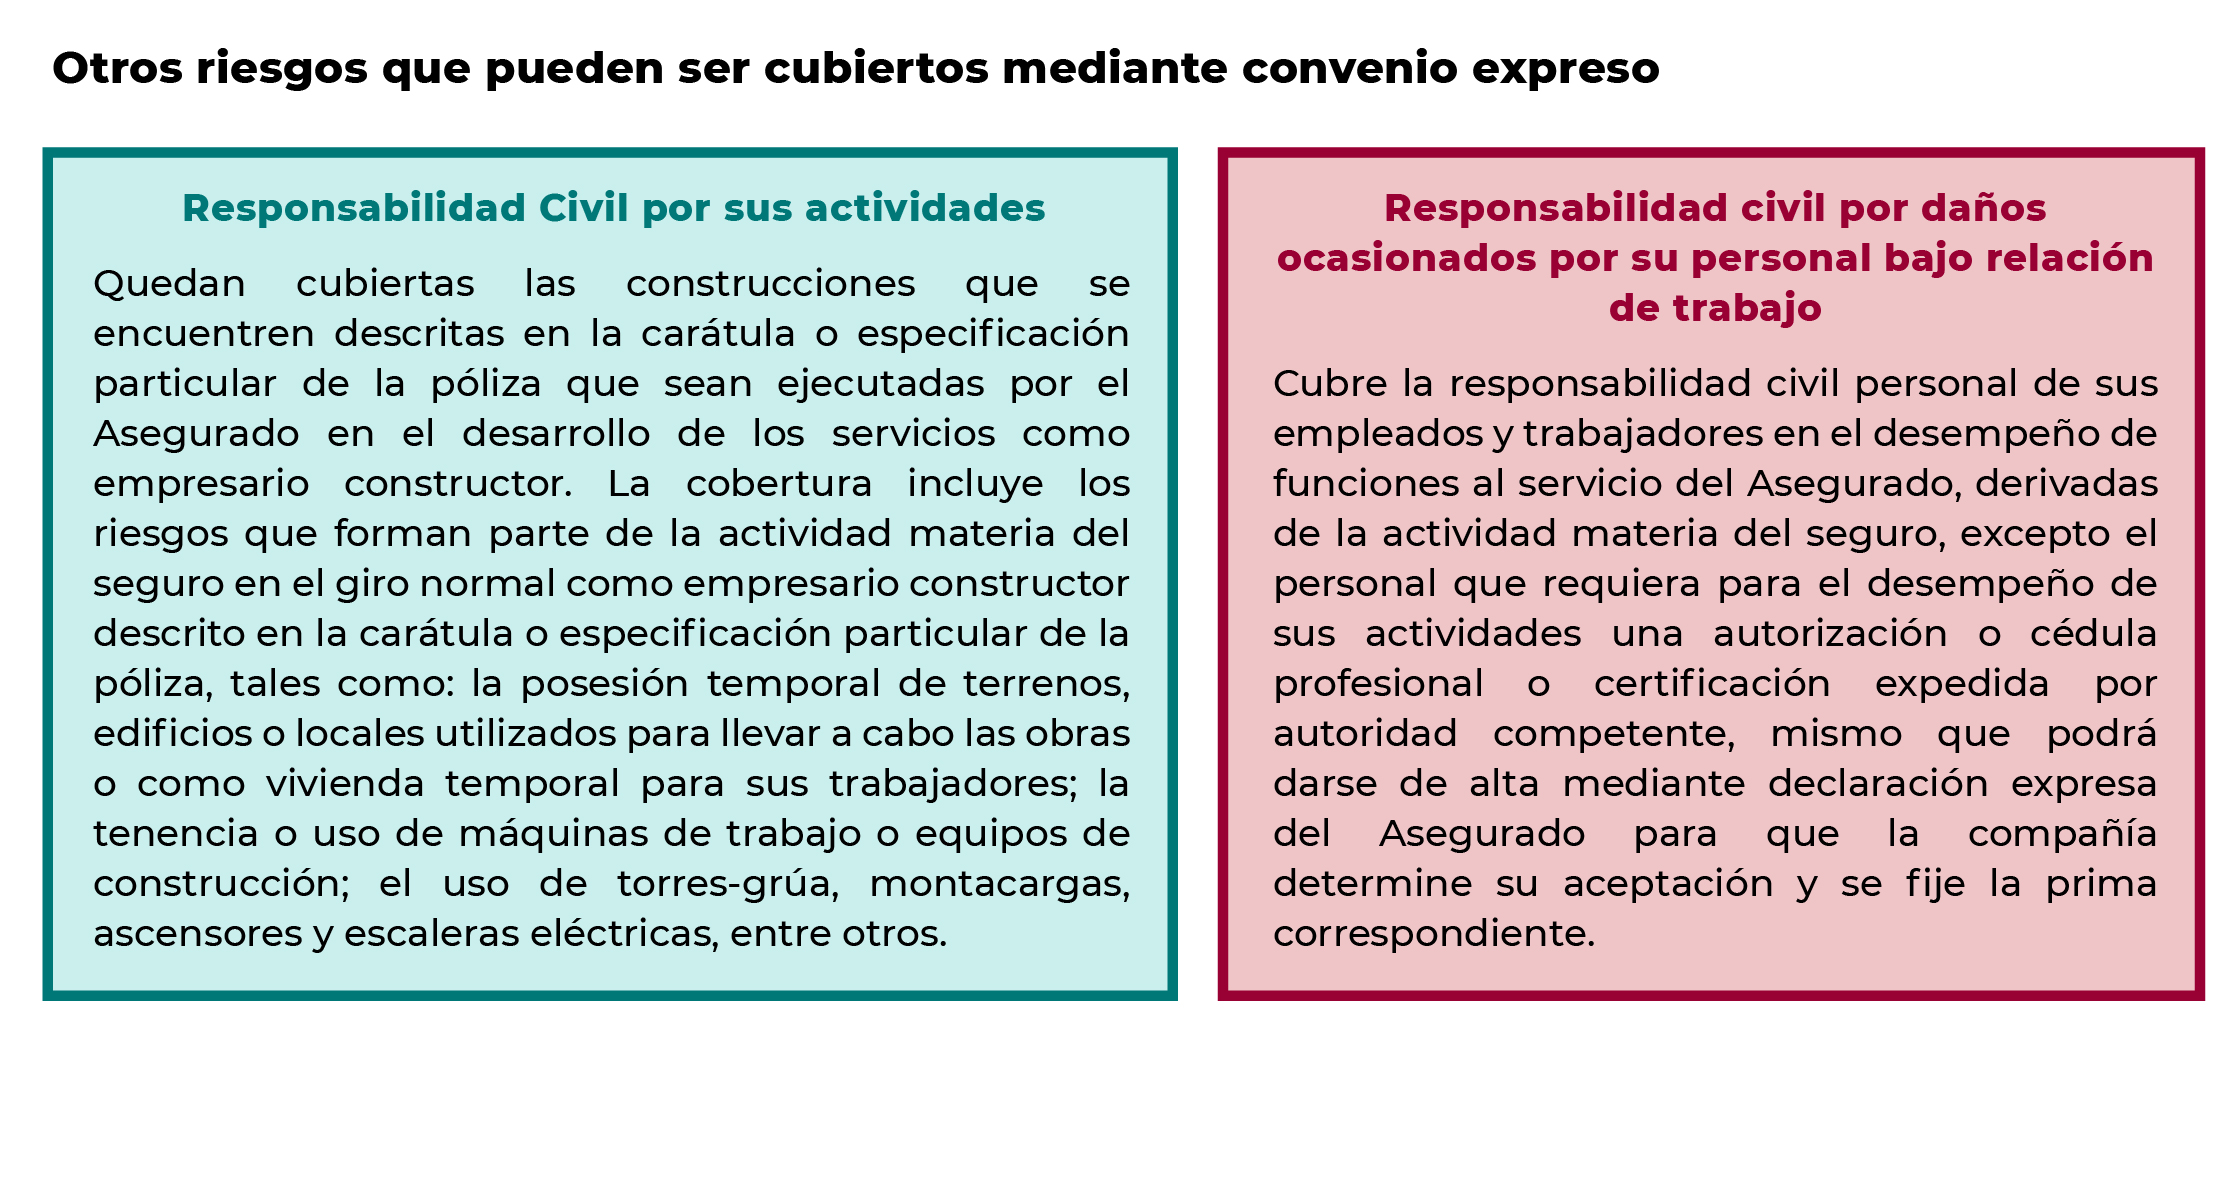 Otros riesgos que pueden ser cubiertos mediante convenio expreso
Responsabilidad Civil por sus actividades
Quedan cubiertas las construcciones que se
encuentren descritas en la carátula o especificación
particular de la póliza que sean ejecutadas por el
Asegurado en el desarrollo de los servicios como
empresario constructor. La cobertura incluye los
riesgos que forman parte de la actividad materia del
seguro en el giro normal como empresario constructor
descrito en la carátula o especificación particular de la
póliza, tales como: la posesión temporal de terrenos,
edificios o locales utilizados para llevar a cabo las obras
o como vivienda temporal para sus trabajadores; la
tenencia o uso de máquinas de trabajo o equipos de
construcción; el uso de torres-grúa, montacargas,
ascensores y escaleras eléctricas, entre otros.
Responsabilidad civil por daños
ocasionados por su personal bajo relación
de trabajo
Cubre la responsabilidad civil personal de sus
empleados y trabajadores en el desempeño de
funciones al servicio del Asegurado, derivadas
de la actividad materia del seguro, excepto el
personal que requiera para el desempeño de
sus actividades una autorización o cédula
profesional o certificación expedida por
autoridad competente, mismo que podrá
darse de alta mediante declaración expresa
del Asegurado para que la compañía
determine su aceptación y se fije la prima
correspondiente.